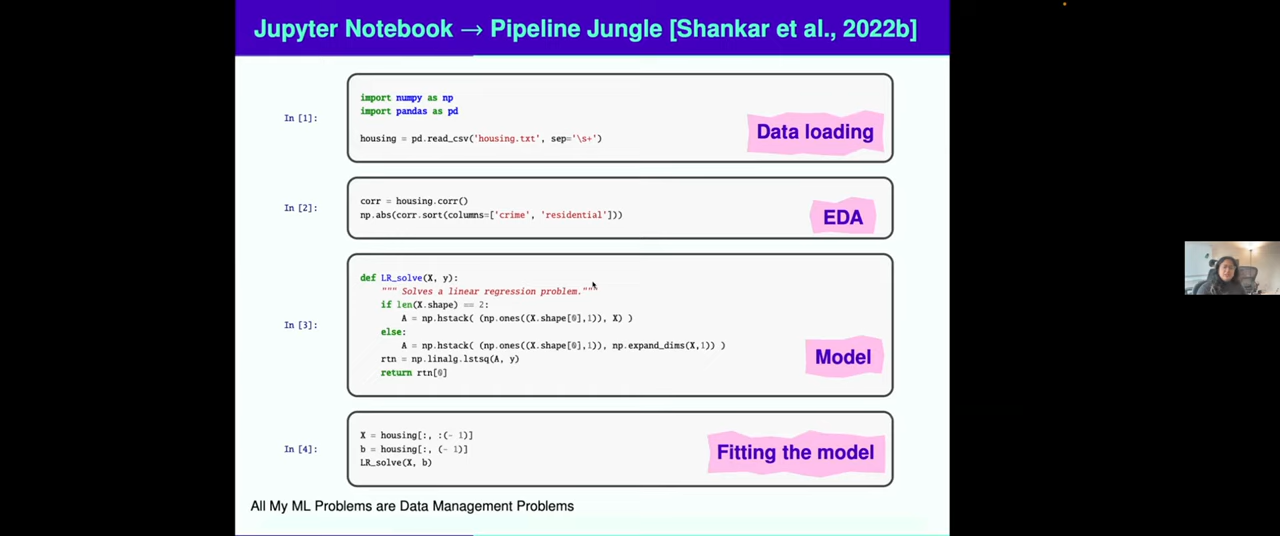 Jupyter Notebook → Pipeline Jungle [Shankar et al., 2022b]
In [1]:
import numpy as np
import pandas as pd
housing = pd.read_csv('housing.txt', sep='\s+')
Data loading
In [2]:
corr = housing.corr()
np.abs(corr.sort(columns=['crime', 'residential']))
EDA
In [3]:
def LR_solve(X, y):
""" Solves a linear regression problem."""
if len(X.shape) == 2:
A = np.hstack( (np.ones((X.shape[0],1)), X) )
else:
A = np.hstack( (np.ones((X.shape[0],1)), np.expand_dims(X,1)) )
rtn = np.linalg.lstsq(A, y)
return rtn[0]
Model
In [4]:
X = housing[:, :(- 1)]
b = housing[:, (- 1)]
LR_solve(X, b)
Fitting the model
All My ML Problems are Data Management Problems